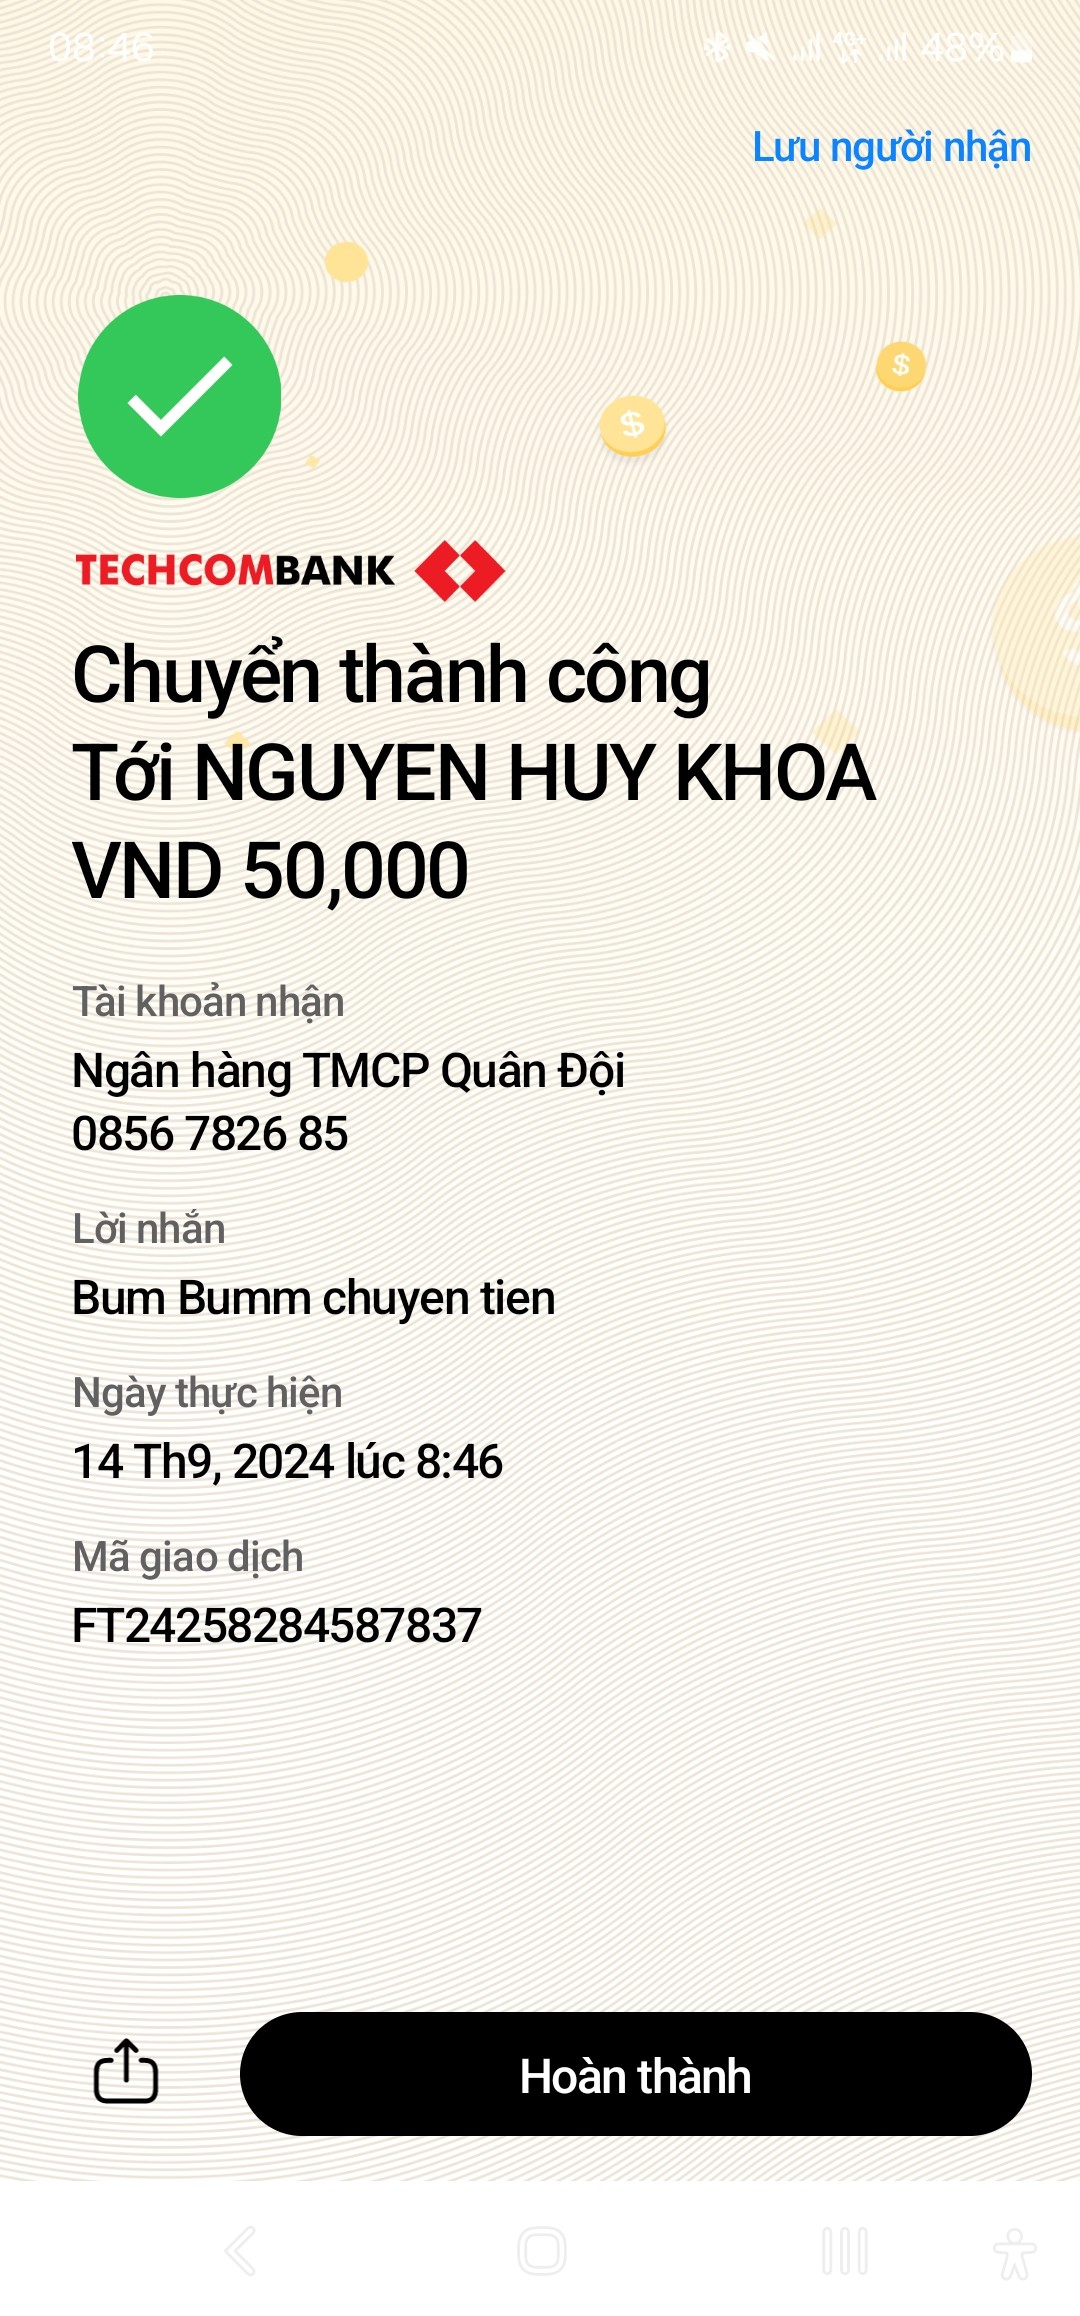 08:46
48%
Lưu người nhận
$
$
TECHCOMBANK
Chuyển thành công
Tới NGUYEN HUY KHOA
VND 50,000
Tài khoản nhận
Ngân hàng TMCP Quân Đội
0856 7826 85
Lời nhắn
Bum Bumm chuyen tien
Ngày thực hiện
14 Th9, 2024 lúc 8:46
Mã giao dịch
FT24258284587837
Hoàn thành